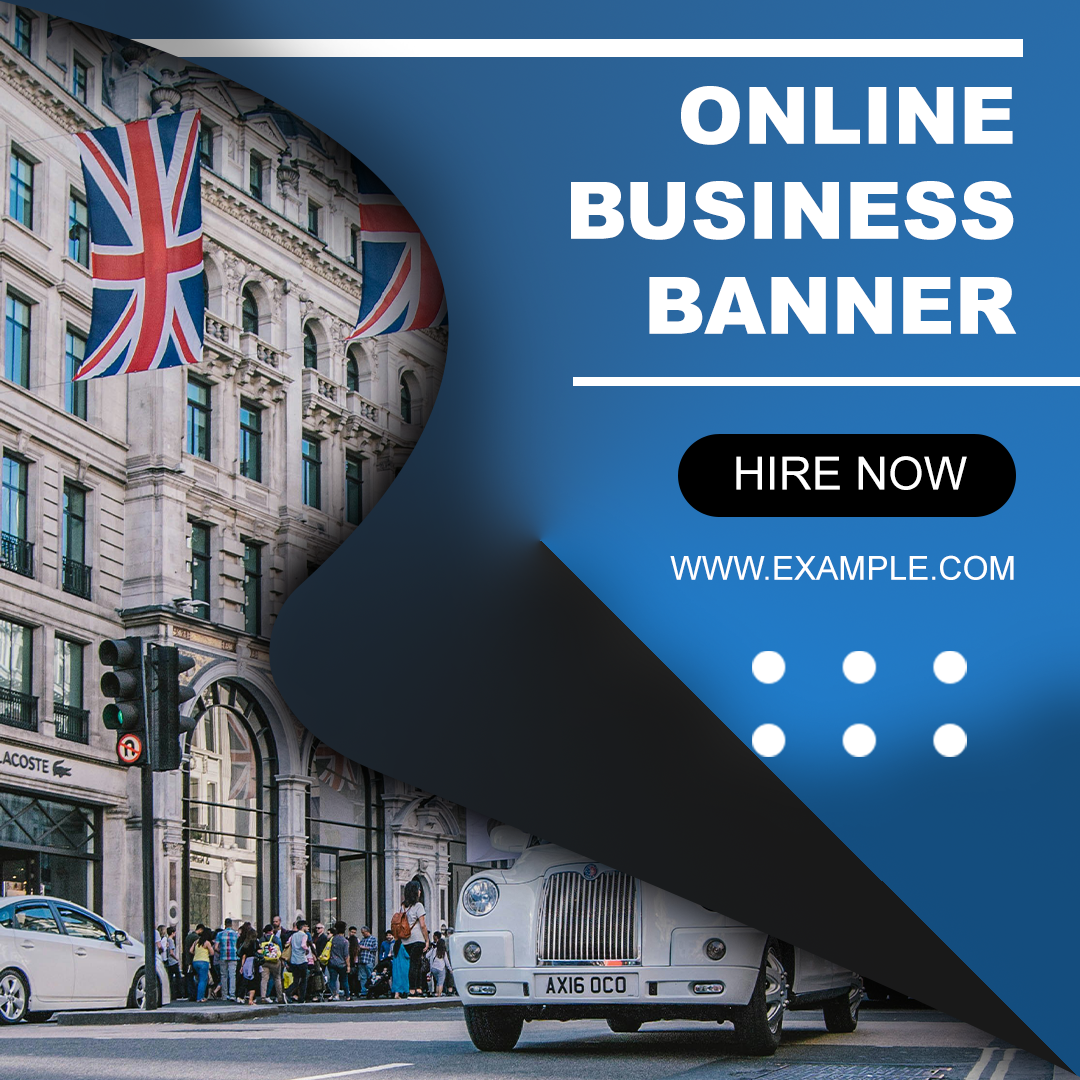 ONLINE
BUSINESS
BANNER
HIRE NOW
WWW.EXAMPLE.COM
LACOSTE
AX16 OCO